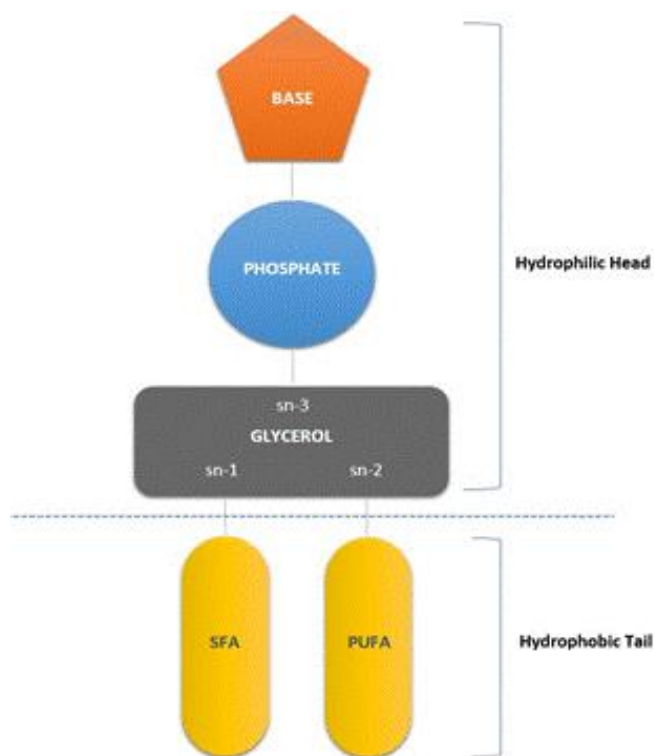 BASE
PHOSPHATE
Hydrophilic Head
sn-3
GLYCEROL
sn-1 sn-2
SFA PUFA
Hydrophobic Tail